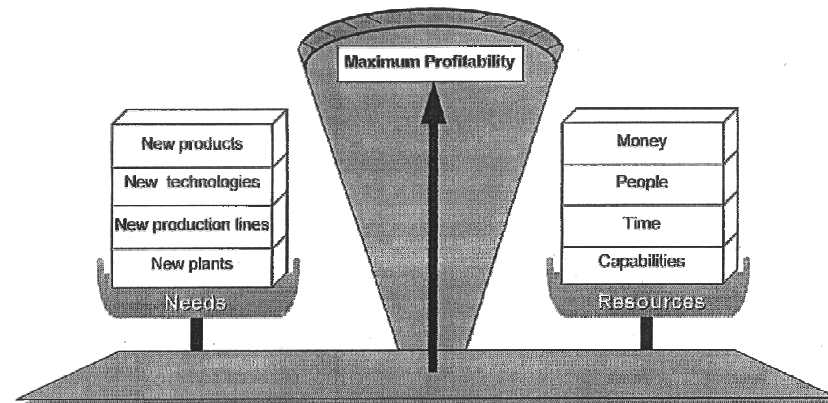 Maximum Profitability
New products
New technologies
New production lines
New plants
Needs
Money
People
Time
Capabilities
Resources